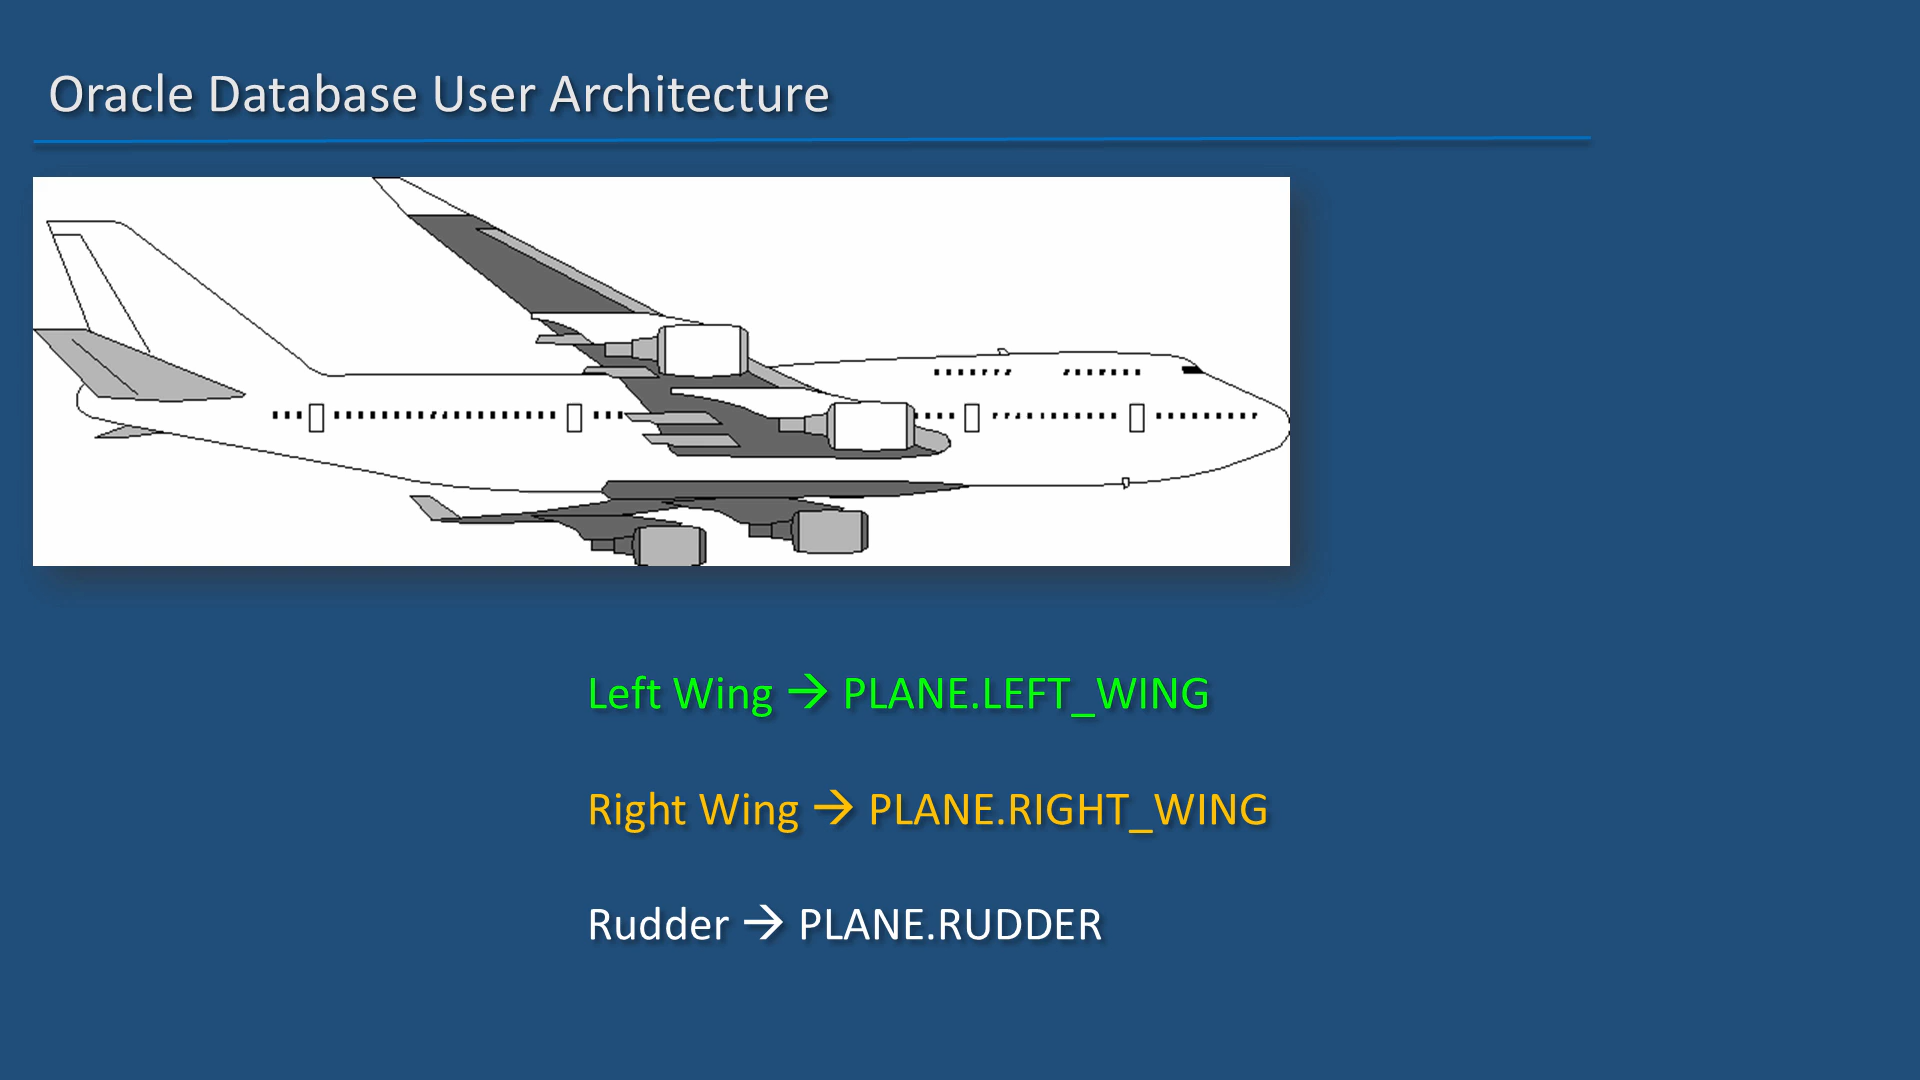 Oracle Database User Architecture
Left Wing → PLANE.LEFT_WING
Right Wing → PLANE.RIGHT_WING
Rudder → PLANE.RUDDER